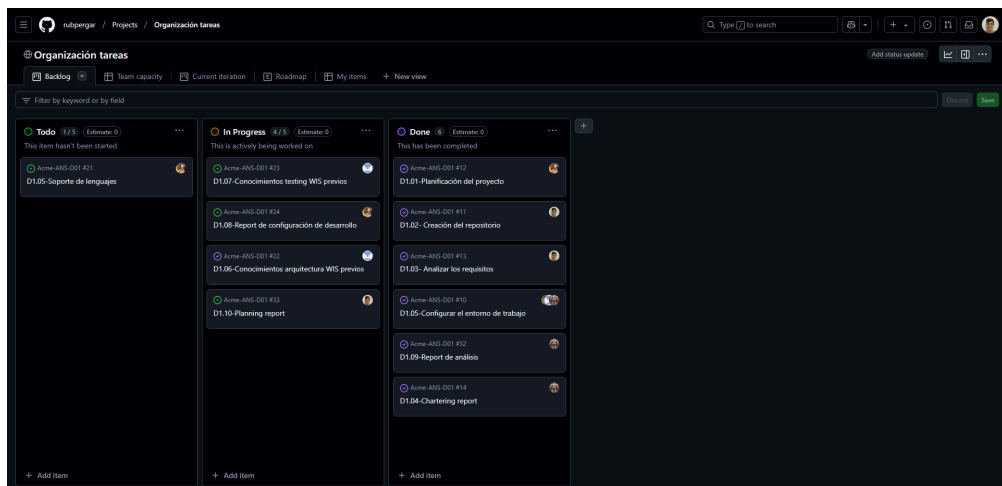 rubpergar / Projects / Organización tareas
Type / to search
Organización tareas
Add status update
Backlog
Team capacity
Current iteration
Roadmap
My items
+ New view
Filter by keyword or by field
Discard
Save
Todo 1 / 5 Estimate: 0
This item hasn't been started
Acme-ANS-D01 #21
D1.05-Soporte de lenguajes
+ Add item
In Progress 4 / 5 Estimate: 0
This is actively being worked on
Acme-ANS-D01 #23
D1.07-Conocimientos testing WIS previos
Acme-ANS-D01 #24
D1.08-Report de configuración de desarrollo
Acme-ANS-D01 #22
D1.06-Conocimientos arquitectura WIS previos
Acme-ANS-D01 #33
D1.10-Planning report
+ Add item
Done 6 Estimate: 0
This has been completed
Acme-ANS-D01 #12
D1.01-Planificación del proyecto
Acme-ANS-D01 #11
D1.02- Creación del repositorio
Acme-ANS-D01 #13
D1.03- Analizar los requisitos
Acme-ANS-D01 #10
D1.05-Configurar el entorno de trabajo
Acme-ANS-D01 #32
D1.09-Report de análisis
Acme-ANS-D01 #14
D1.04-Chartering report
+ Add item